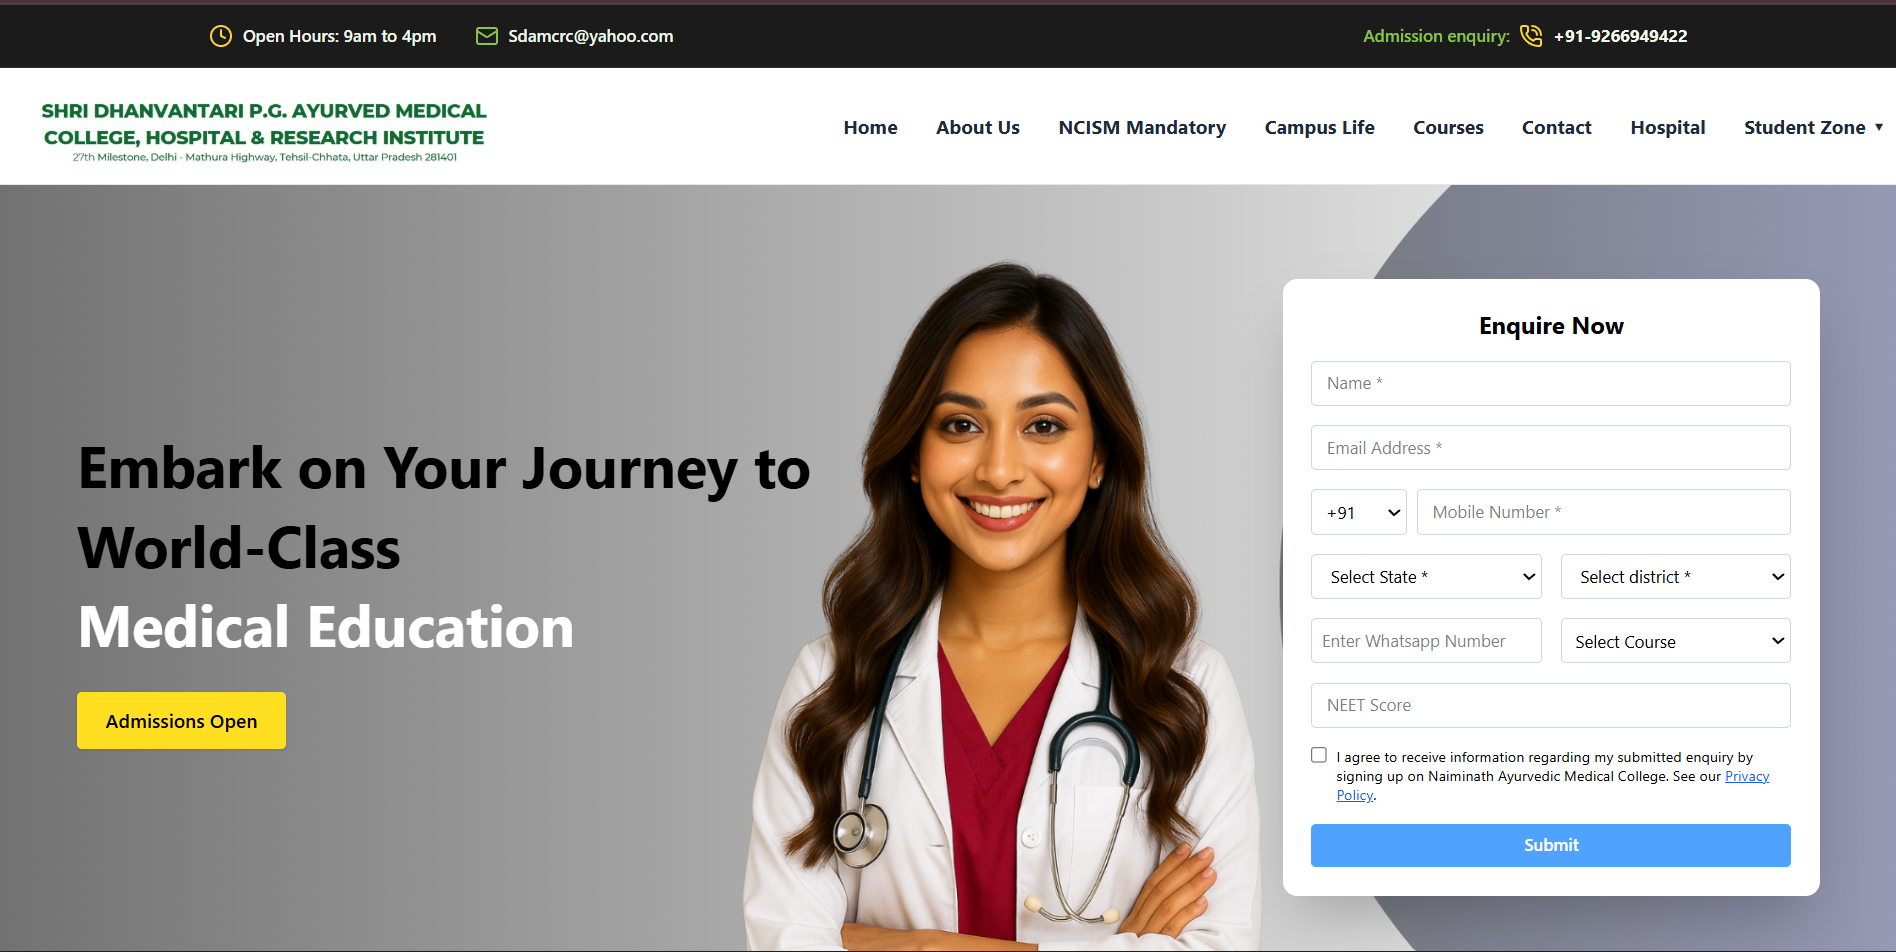 Open Hours: 9am to 4pm
Sdamcrc@yahoo.com
Admission enquiry:
+91-9266949422
SHRI DHANVANTARI P.G. AYURVED MEDICAL
COLLEGE, HOSPITAL & RESEARCH INSTITUTE
27th Milestone, Delhi - Mathura Highway, Tehsil-Chhata, Uttar Pradesh 281401
Home
About Us
NCISM Mandatory
Campus Life
Courses
Contact
Hospital
Student Zone ▼
Embark on Your Journey to
World-Class
Medical Education
Admissions Open
Enquire Now
Name *
Email Address *
+91
Mobile Number *
Select State *
Select district *
Enter Whatsapp Number
Select Course
NEET Score
I agree to receive information regarding my submitted enquiry by
signing up on Naiminath Ayurvedic Medical College. See our Privacy
Policy.
Submit